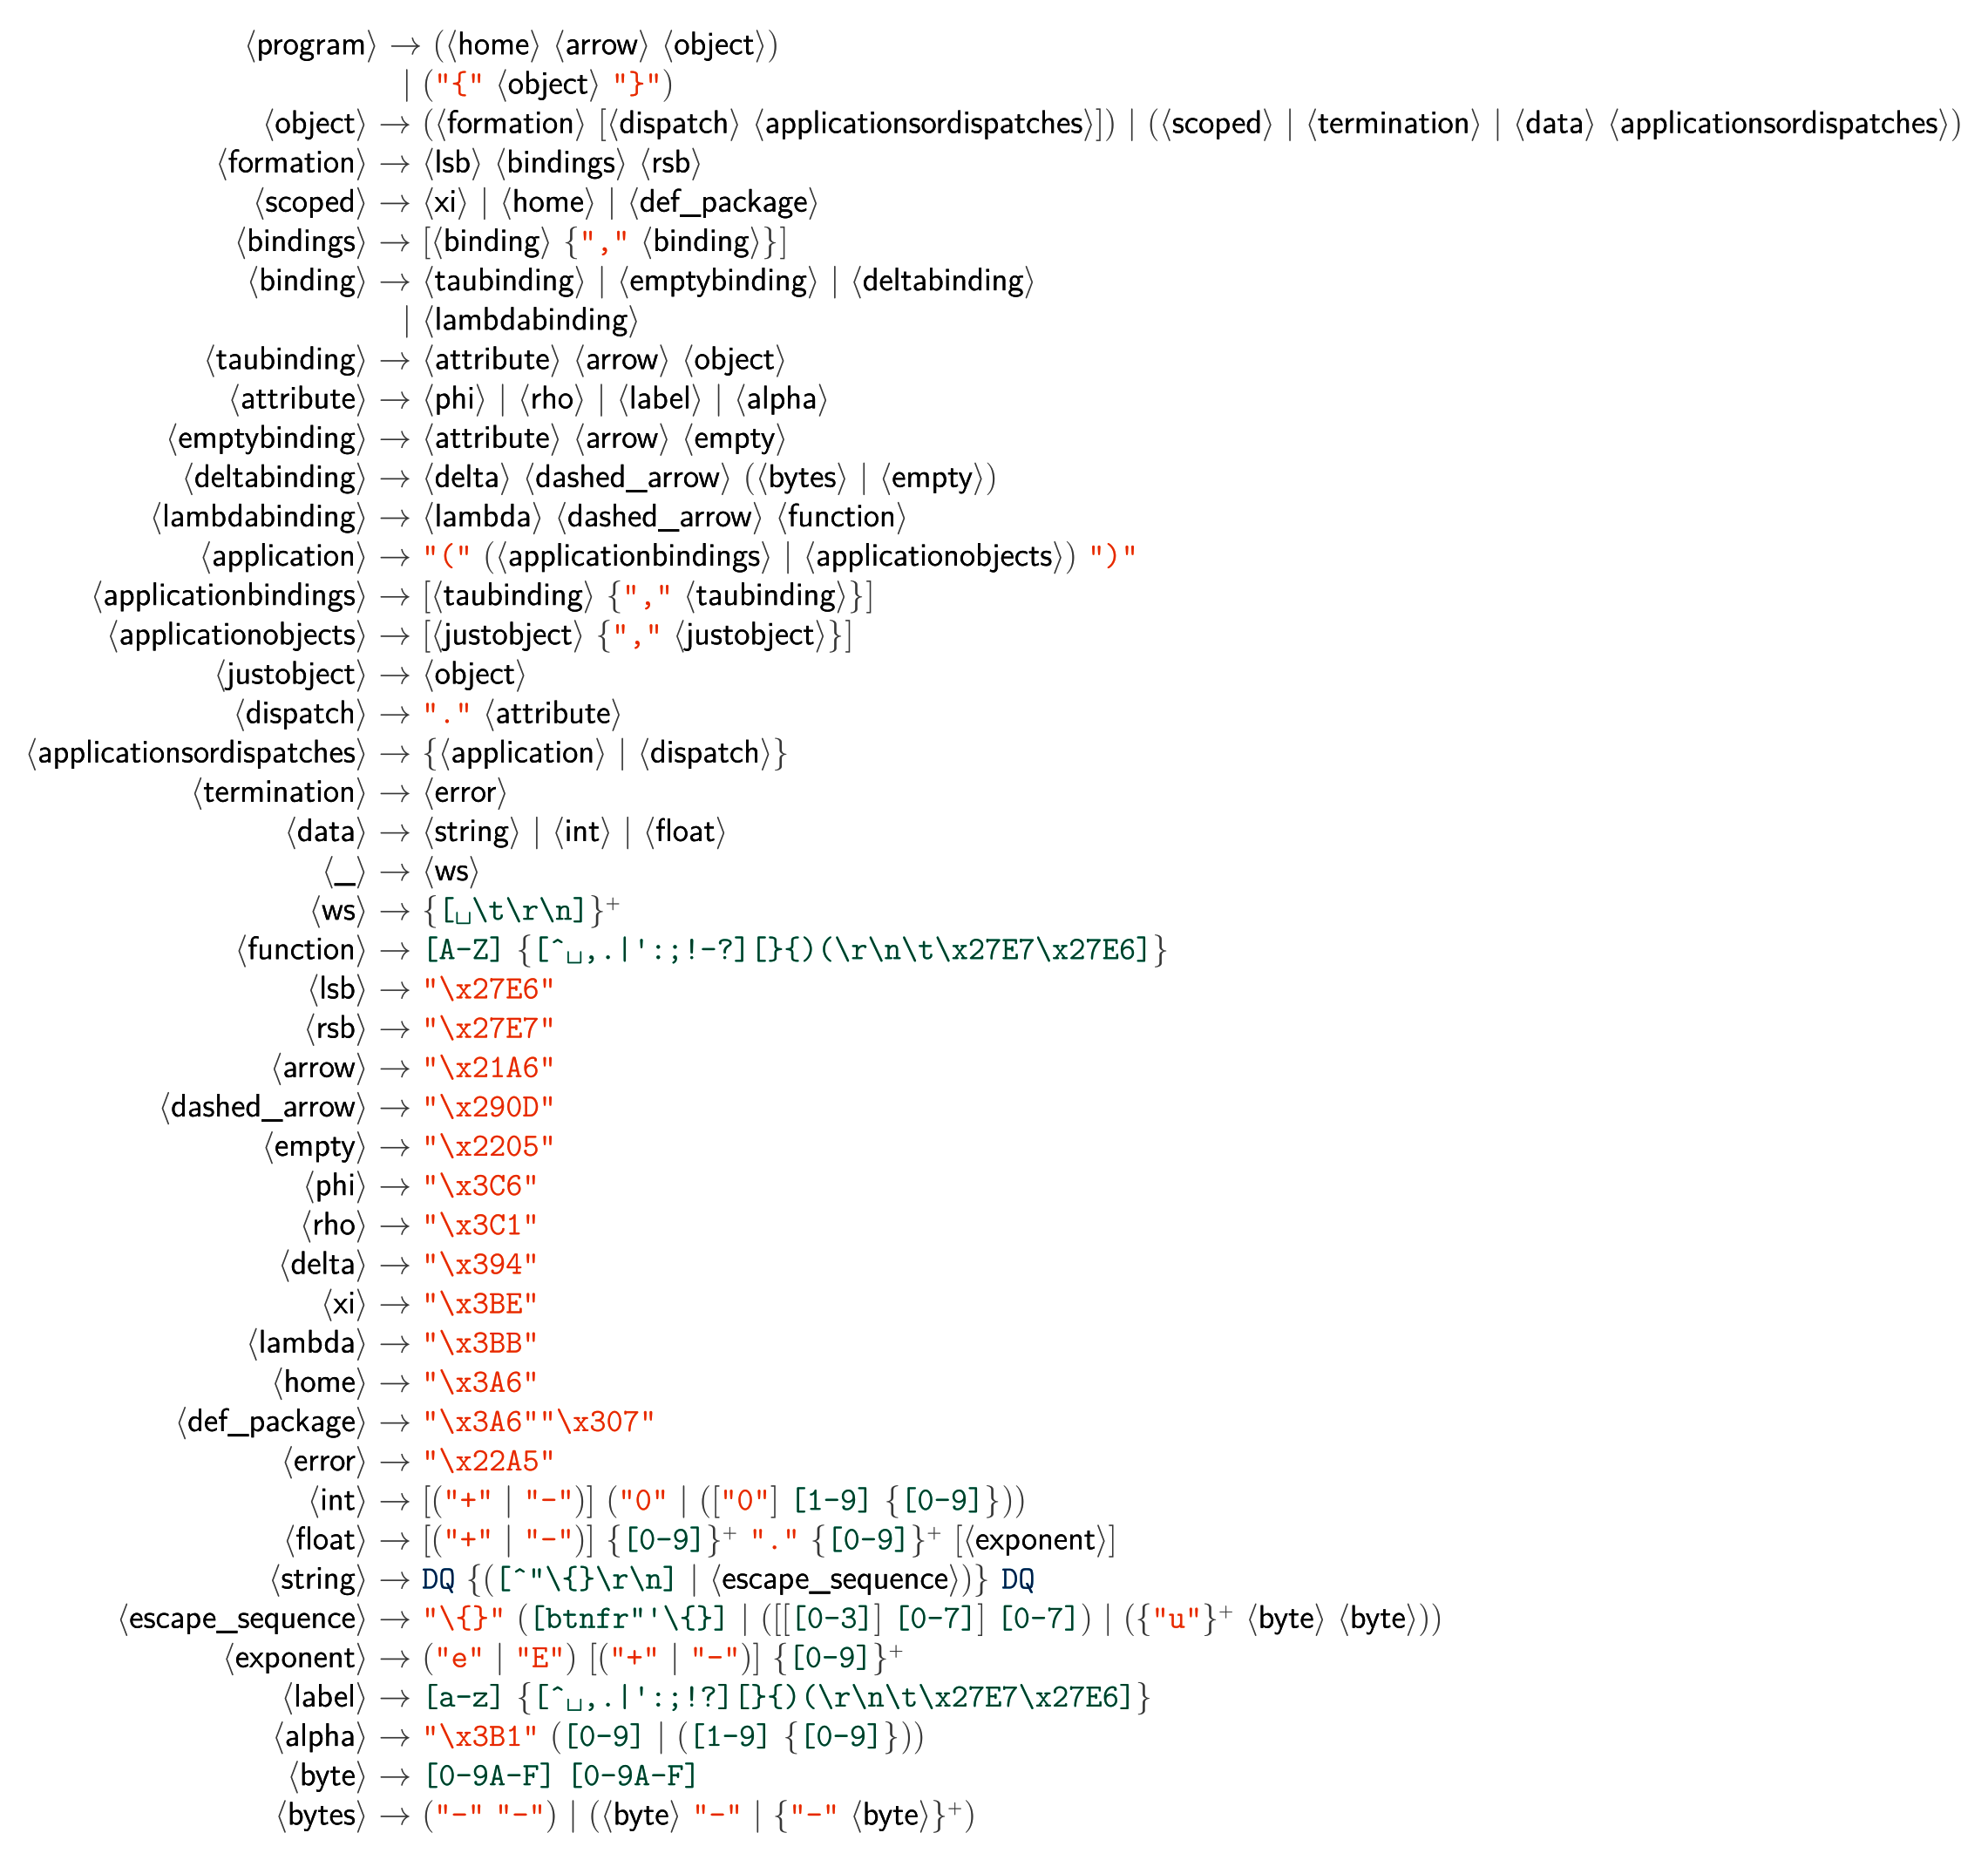 ⟨program⟩ → (⟨home⟩ ⟨arrow⟩ ⟨object⟩)
| ("{" ⟨object⟩ "}")
⟨object⟩ → (⟨formation⟩ [⟨dispatch⟩ ⟨applicationsordispatches⟩]) | (⟨scoped⟩ | ⟨termination⟩ | ⟨data⟩ ⟨applicationsordispatches⟩)
⟨formation⟩ → ⟨lsb⟩ ⟨bindings⟩ ⟨rsb⟩
⟨scoped⟩ → ⟨xi⟩ | ⟨home⟩ | ⟨def_package⟩
⟨bindings⟩ → [⟨binding⟩ {"," ⟨binding⟩}]
⟨binding⟩ → ⟨taubinding⟩ | ⟨emptybinding⟩ | ⟨deltabinding⟩
| ⟨lambdabinding⟩
⟨taubinding⟩ → ⟨attribute⟩ ⟨arrow⟩ ⟨object⟩
⟨attribute⟩ → ⟨phi⟩ | ⟨rho⟩ | ⟨label⟩ | ⟨alpha⟩
⟨emptybinding⟩ → ⟨attribute⟩ ⟨arrow⟩ ⟨empty⟩
⟨deltabinding⟩ → ⟨delta⟩ ⟨dashed_arrow⟩ (⟨bytes⟩ | ⟨empty⟩)
⟨lambdabinding⟩ → ⟨lambda⟩ ⟨dashed_arrow⟩ ⟨function⟩
⟨application⟩ → "(" (⟨applicationbindings⟩ | ⟨applicationobjects⟩) ")"
⟨applicationbindings⟩ → [⟨taubinding⟩ {"," ⟨taubinding⟩}]
⟨applicationobjects⟩ → [⟨justobject⟩ {"," ⟨justobject⟩}]
⟨justobject⟩ → ⟨object⟩
⟨dispatch⟩ → "." ⟨attribute⟩
⟨applicationsordispatches⟩ → {⟨application⟩ | ⟨dispatch⟩}
⟨termination⟩ → ⟨error⟩
⟨data⟩ → ⟨string⟩ | ⟨int⟩ | ⟨float⟩
⟨_⟩ → ⟨ws⟩
⟨ws⟩ → {[␣\t\r\n]}⁺
⟨function⟩ → [A-Z] {[^␣,.|':;!-?][}{)(\r\n\t\x27E7\x27E6]}
⟨lsb⟩ → "\x27E6"
⟨rsb⟩ → "\x27E7"
⟨arrow⟩ → "\x21A6"
⟨dashed_arrow⟩ → "\x290D"
⟨empty⟩ → "\x2205"
⟨phi⟩ → "\x3C6"
⟨rho⟩ → "\x3C1"
⟨delta⟩ → "\x394"
⟨xi⟩ → "\x3BE"
⟨lambda⟩ → "\x3BB"
⟨home⟩ → "\x3A6"
⟨def_package⟩ → "\x3A6""\x307"
⟨error⟩ → "\x22A5"
⟨int⟩ → [("+" | "-")] ("0" | (["0"] [1-9] {[0-9]}))
⟨float⟩ → [("+" | "-")] {[0-9]}⁺ "." {[0-9]}⁺ [⟨exponent⟩]
⟨string⟩ → DQ {([^"\{}\r\n] | ⟨escape_sequence⟩)} DQ
⟨escape_sequence⟩ → "\{}" ([btnfr"'\{}] | ([[[0-3]] [0-7]] [0-7]) | ({"u"}⁺ ⟨byte⟩ ⟨byte⟩))
⟨exponent⟩ → ("e" | "E") [("+" | "-")] {[0-9]}⁺
⟨label⟩ → [a-z] {[^␣,.|':;!?][}{)(\r\n\t\x27E7\x27E6]}
⟨alpha⟩ → "\x3B1" ([0-9] | ([1-9] {[0-9]}))
⟨byte⟩ → [0-9A-F] [0-9A-F]
⟨bytes⟩ → ("-" "-") | (⟨byte⟩ "-" | {"-" ⟨byte⟩}⁺)